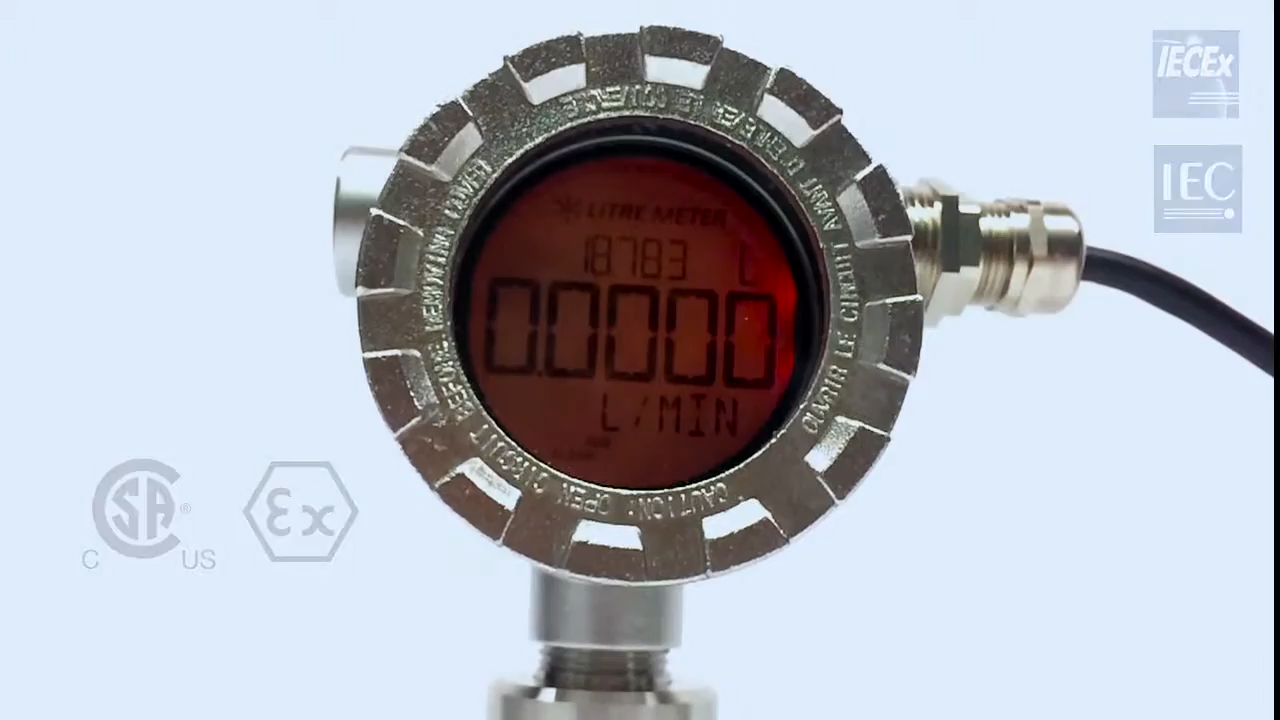 IECEx
IEC
LITRE METER
18783 L
0.0000
L/MIN
CAUTION: OPEN CIRCUIT BEFORE REMOVING COVER
OUVRIR LE CIRCUIT AVANT D'ENLEVER LE COUVERCLE
CSA®
C US
Ex